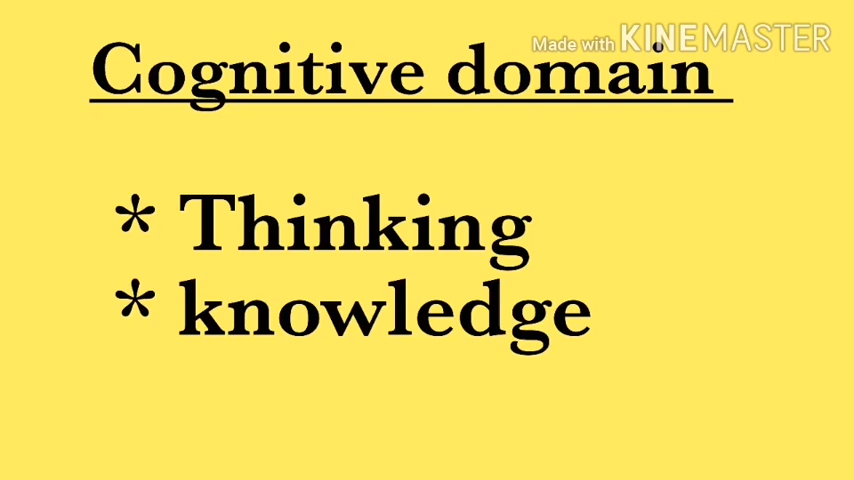 Made with KINEMASTER
Cognitive domain
* Thinking
* knowledge